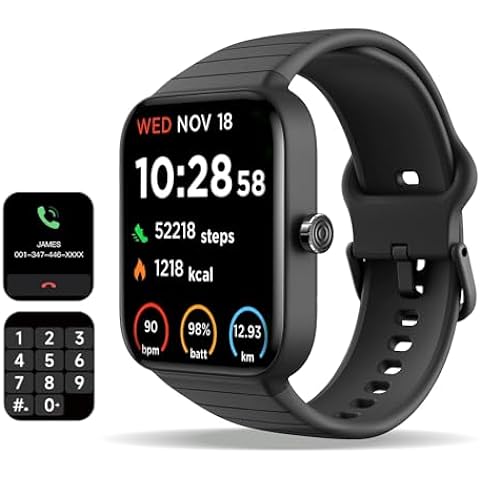 WED NOV 18
10:28 58
52218 steps
1218 kcal
90
bpm
98%
batt
12.93
km
JAMES
001-347-446-XXXX
1 2 3
4 5 6
7 8 9
#. 0+